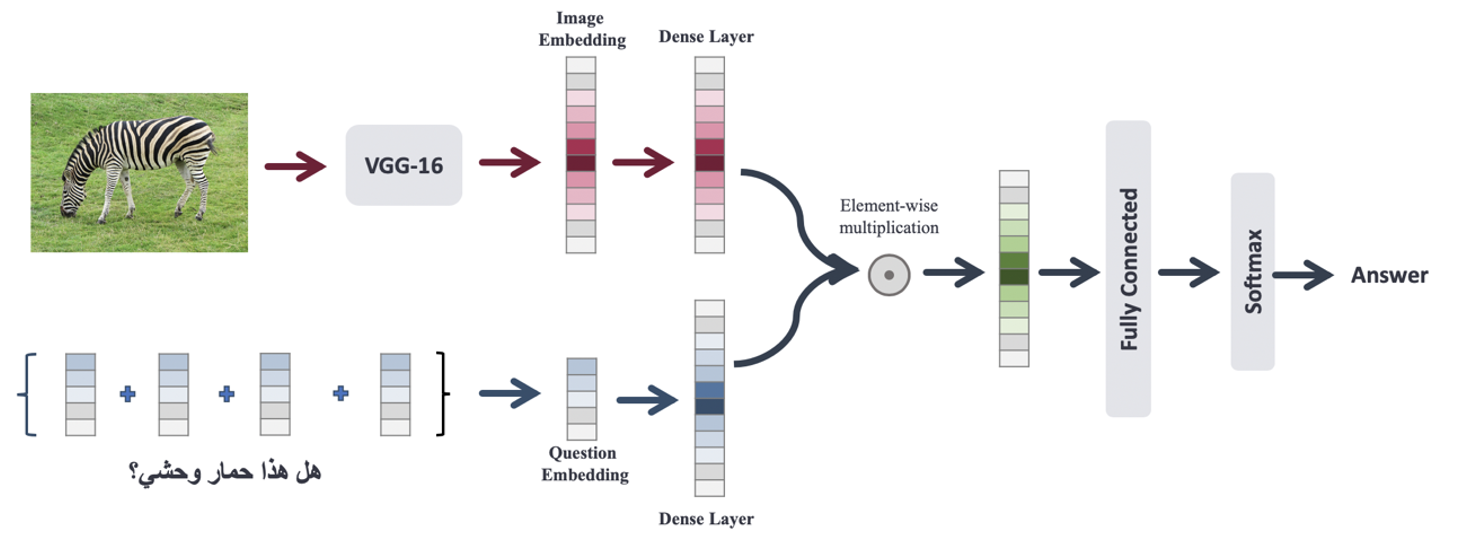 Image
Embedding
Dense Layer
VGG-16
Element-wise
multiplication
Fully Connected
Softmax
Answer
هل هذا حمار وحشي؟
Question
Embedding
Dense Layer